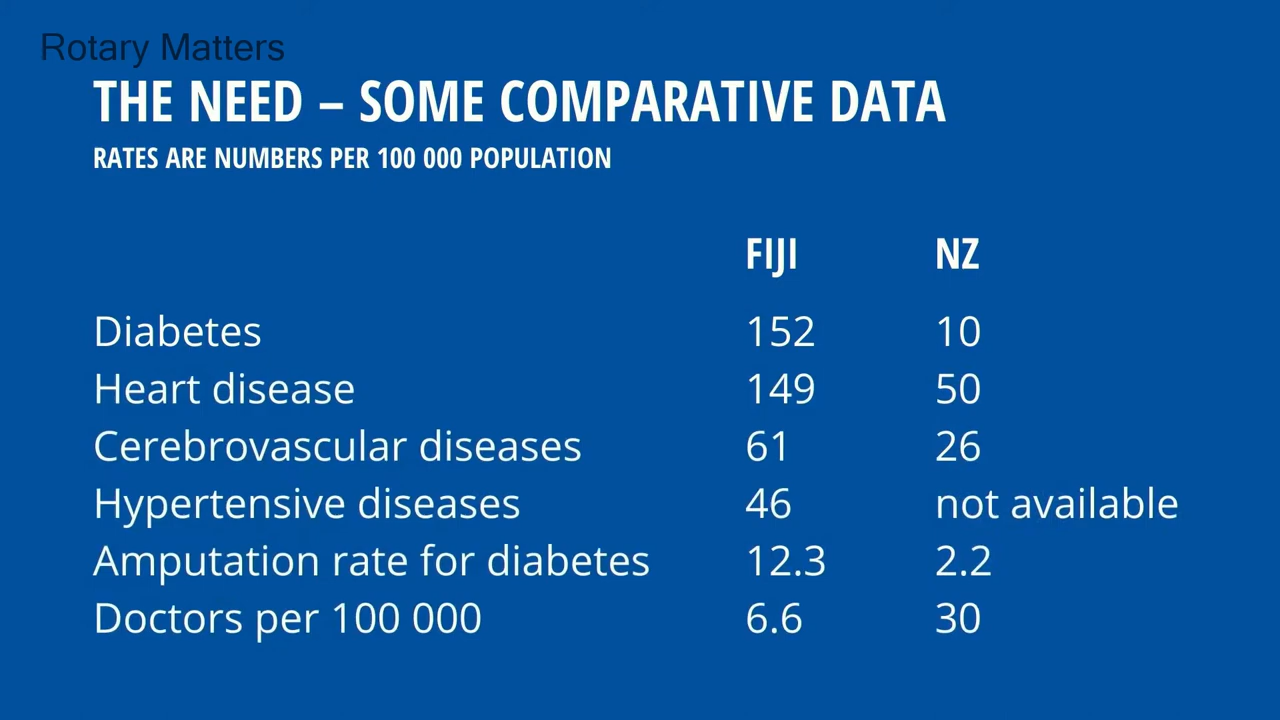 Rotary Matters
THE NEED – SOME COMPARATIVE DATA
RATES ARE NUMBERS PER 100 000 POPULATION
FIJI NZ
Diabetes 152 10
Heart disease 149 50
Cerebrovascular diseases 61 26
Hypertensive diseases 46 not available
Amputation rate for diabetes 12.3 2.2
Doctors per 100 000 6.6 30